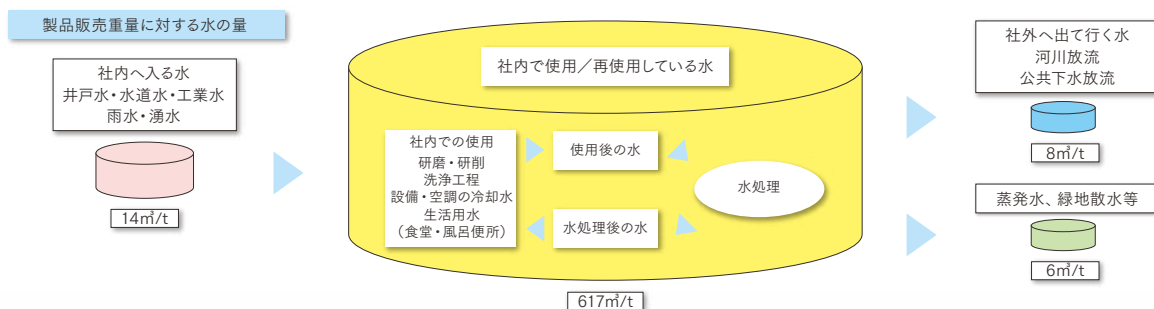 製品販売重量に対する水の量
社内へ入る水
井戸水・水道水・工業水
雨水・湧水
14㎥/t
社内で使用／再使用している水
社内での使用
研磨・研削
洗浄工程
設備・空調の冷却水
生活用水
（食堂・風呂便所）
使用後の水
水処理後の水
水処理
617㎥/t
社外へ出て行く水
河川放流
公共下水放流
8㎥/t
蒸発水、緑地散水等
6㎥/t